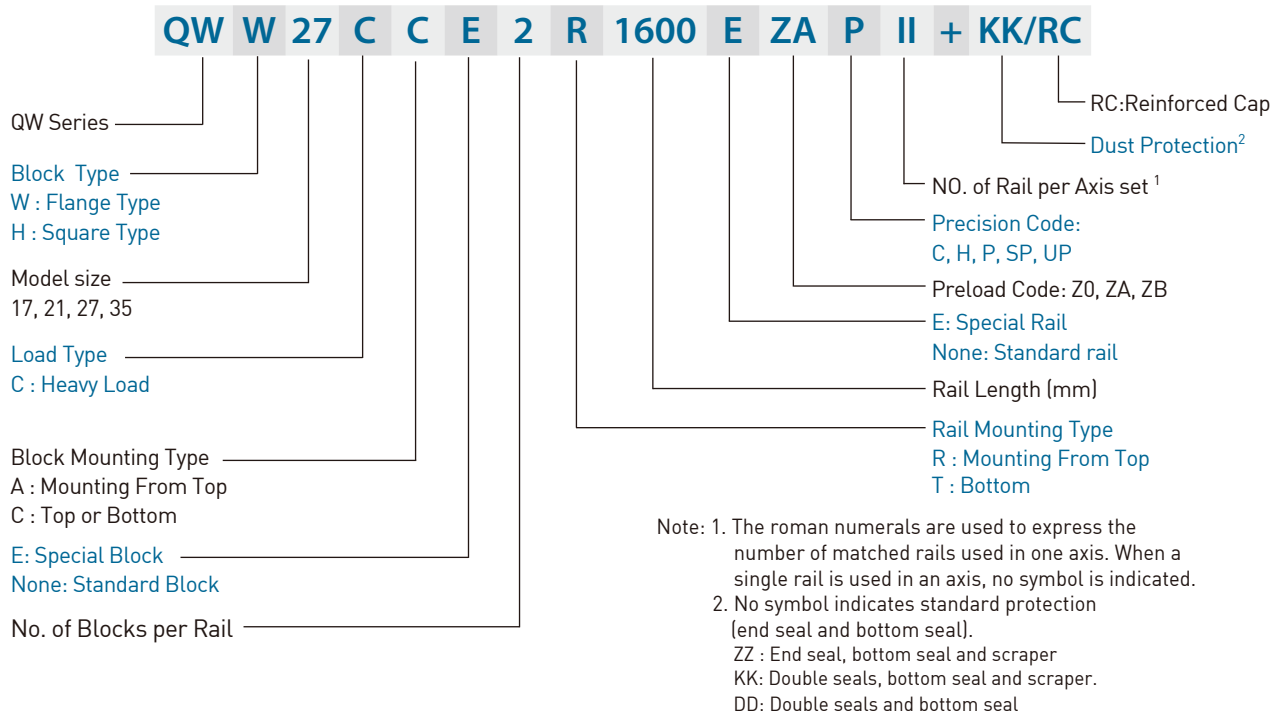 QW W 27 C C E 2 R 1600 E ZA P II + KK/RC
QW Series
Block Type
W : Flange Type
H : Square Type
Model size
17, 21, 27, 35
Load Type
C : Heavy Load
Block Mounting Type
A : Mounting From Top
C : Top or Bottom
E: Special Block
None: Standard Block
No. of Blocks per Rail
RC:Reinforced Cap
Dust Protection²
NO. of Rail per Axis set ¹
Precision Code:
C, H, P, SP, UP
Preload Code: Z0, ZA, ZB
E: Special Rail
None: Standard rail
Rail Length (mm)
Rail Mounting Type
R : Mounting From Top
T : Bottom
Note: 1. The roman numerals are used to express the
number of matched rails used in one axis. When a
single rail is used in an axis, no symbol is indicated.
2. No symbol indicates standard protection
(end seal and bottom seal).
ZZ : End seal, bottom seal and scraper
KK: Double seals, bottom seal and scraper.
DD: Double seals and bottom seal